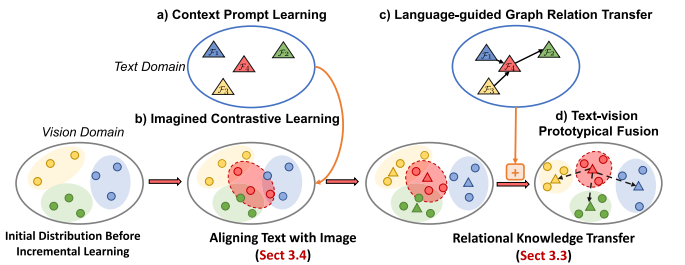 a) Context Prompt Learning
c) Language-guided Graph Relation Transfer
Text Domain
b) Imagined Contrastive Learning
d) Text-vision
Prototypical Fusion
Vision Domain
Initial Distribution Before
Incremental Learning
Aligning Text with Image
(Sect 3.4)
Relational Knowledge Transfer
(Sect 3.3)